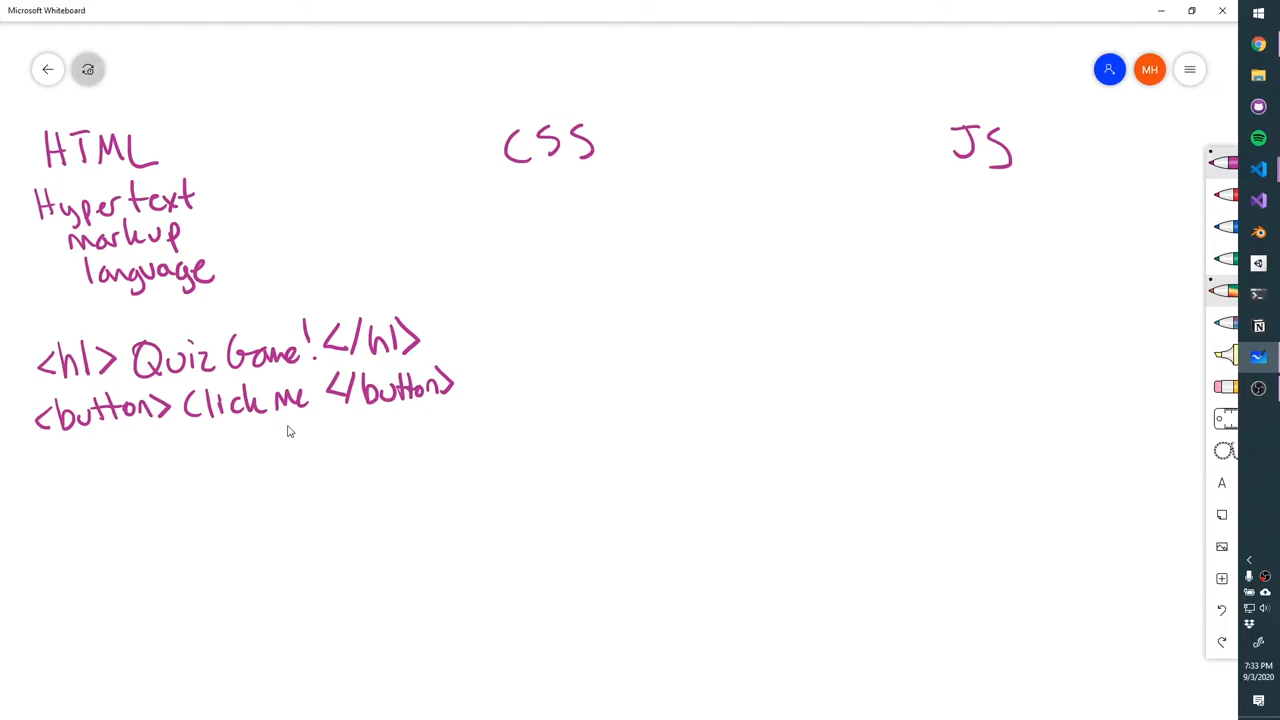 Microsoft Whiteboard
MH
HTML
Hypertext
markup
language
<h1> Quiz Game! </h1>
<button> Click me </button>
CSS
JS
A
7:33 PM
9/3/2020